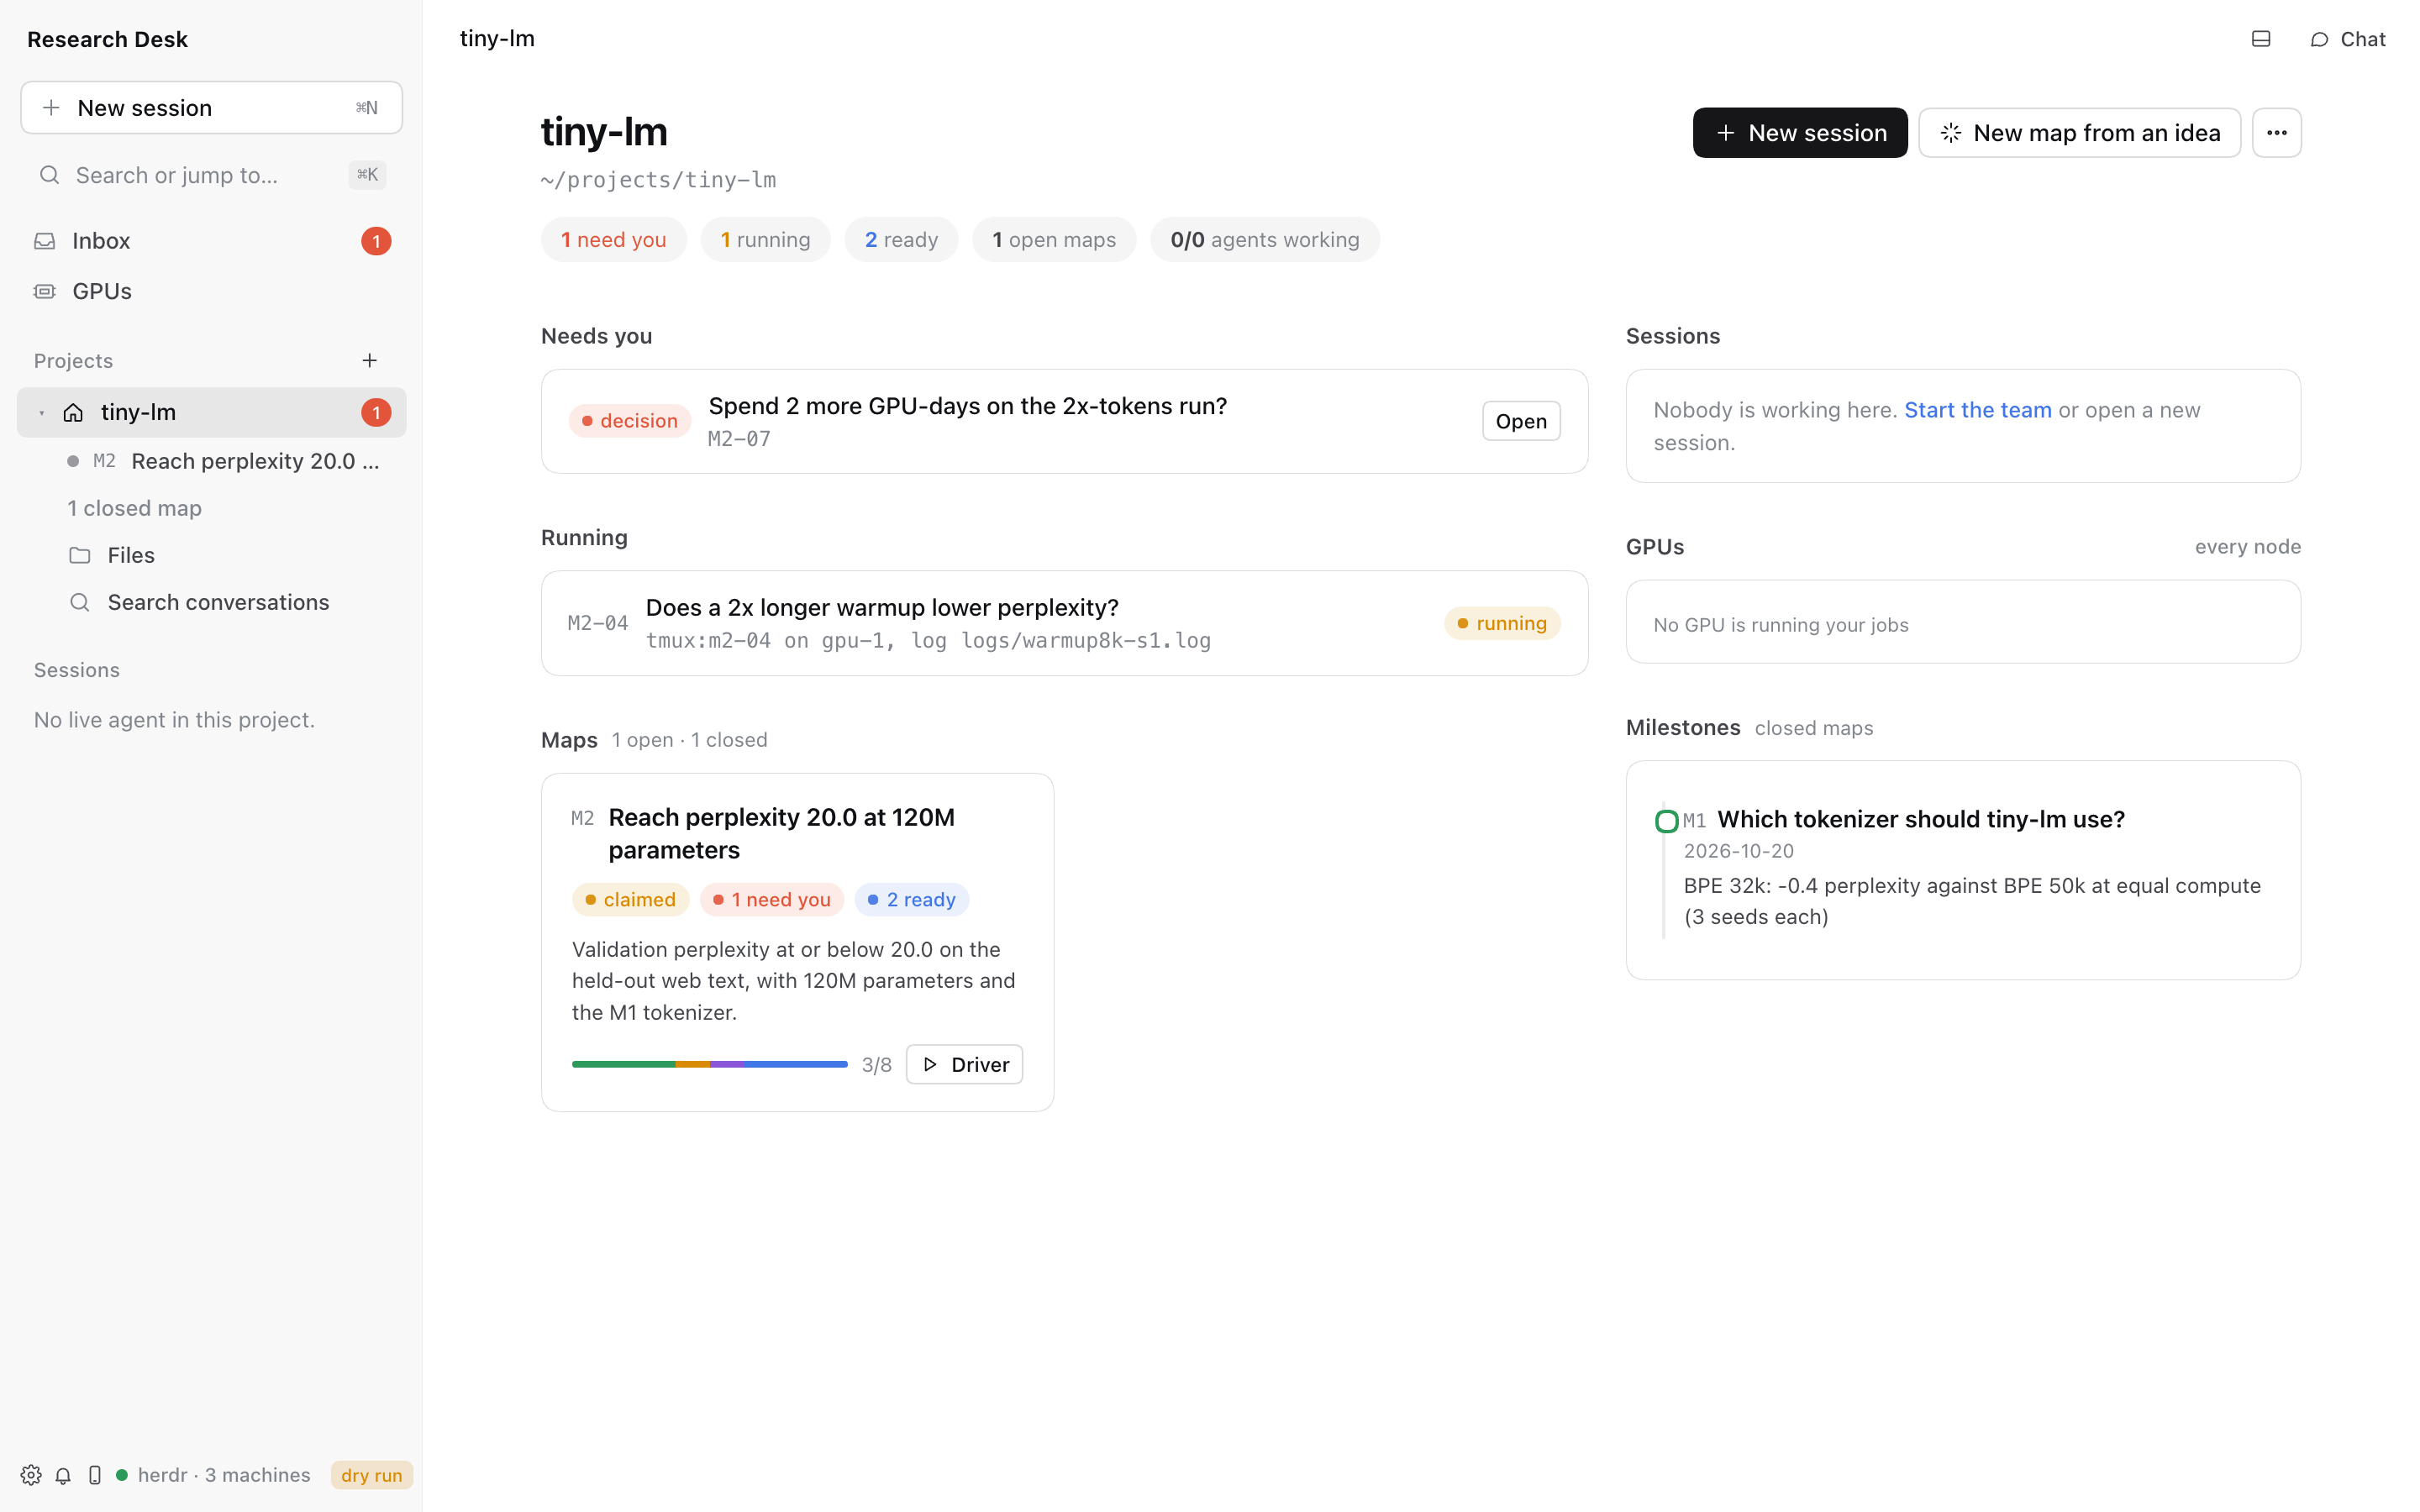 Research Desk
New session ⌘N
Search or jump to... ⌘K
Inbox 1
GPUs
Projects
tiny-lm 1
M2 Reach perplexity 20.0 ...
1 closed map
Files
Search conversations
Sessions
No live agent in this project.
herdr · 3 machines dry run
tiny-lm
Chat
tiny-lm
~/projects/tiny-lm
New session
New map from an idea
1 need you
1 running
2 ready
1 open maps
0/0 agents working
Needs you
decision
Spend 2 more GPU-days on the 2x-tokens run?
M2-07
Open
Running
M2-04
Does a 2x longer warmup lower perplexity?
tmux:m2-04 on gpu-1, log logs/warmup8k-s1.log
running
Maps 1 open · 1 closed
M2 Reach perplexity 20.0 at 120M
parameters
claimed
1 need you
2 ready
Validation perplexity at or below 20.0 on the
held-out web text, with 120M parameters and
the M1 tokenizer.
3/8
Driver
Sessions
Nobody is working here. Start the team or open a new
session.
GPUs every node
No GPU is running your jobs
Milestones closed maps
M1 Which tokenizer should tiny-lm use?
2026-10-20
BPE 32k: -0.4 perplexity against BPE 50k at equal compute
(3 seeds each)